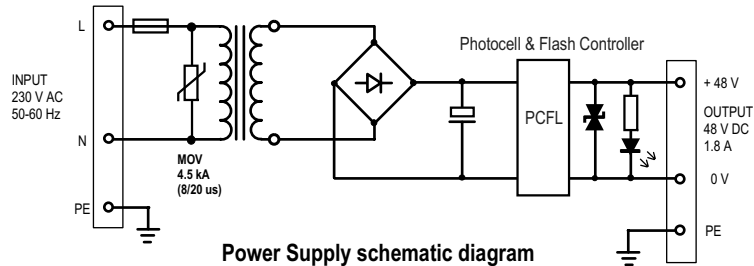 L
INPUT
230 V AC
50-60 Hz
N
PE
MOV
4.5 kA
(8/20 us)
Photocell & Flash Controller
PCFL
+ 48 V
OUTPUT
48 V DC
1.8 A
0 V
PE
Power Supply schematic diagram